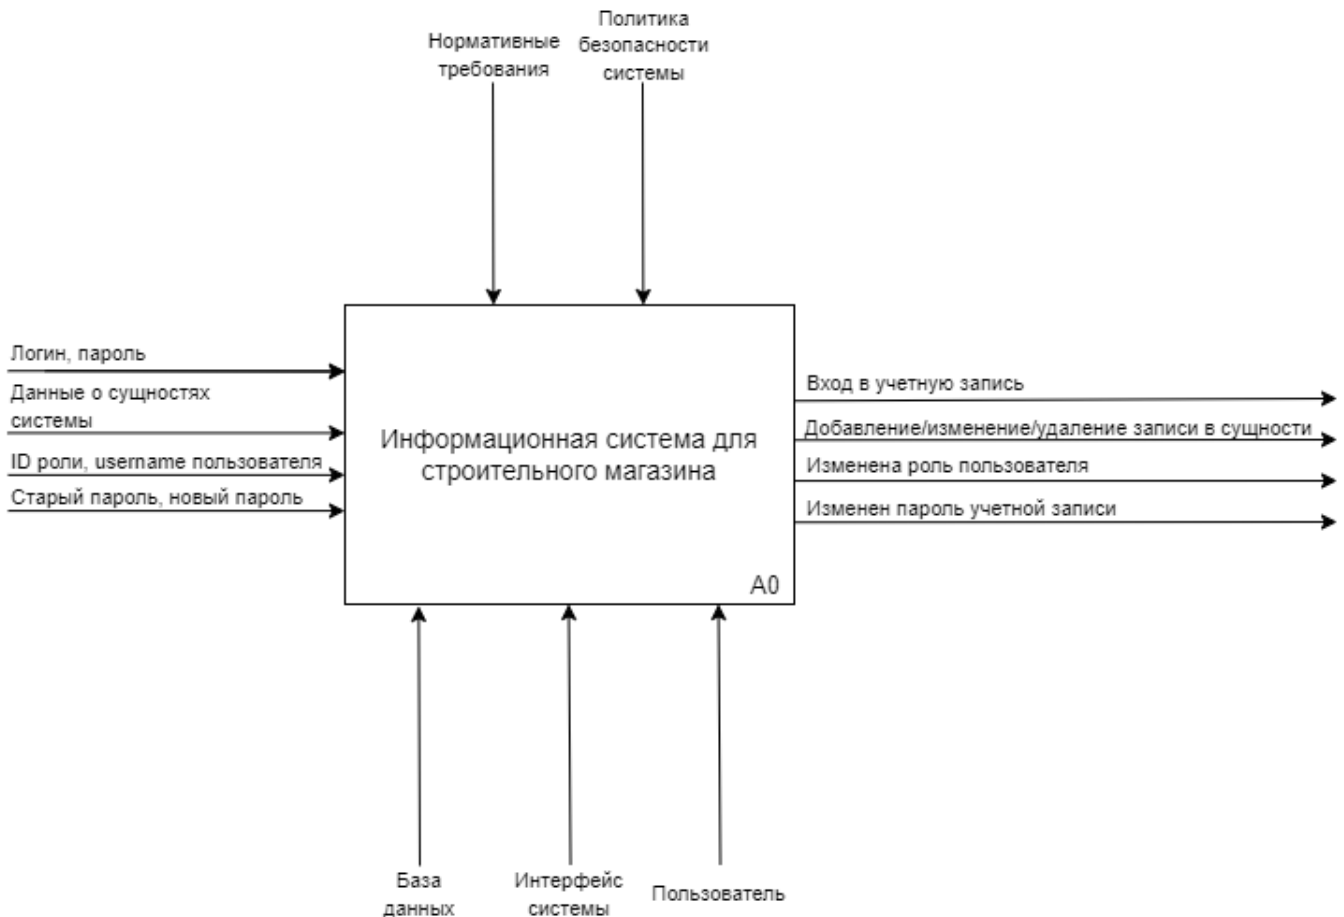 Нормативные
требования
Политика
безопасности
системы
Логин, пароль
Данные о сущностях
системы
ID роли, username пользователя
Старый пароль, новый пароль
Информационная система для
строительного магазина
A0
Вход в учетную запись
Добавление/изменение/удаление записи в сущности
Изменена роль пользователя
Изменен пароль учетной записи
База
данных
Интерфейс
системы
Пользователь